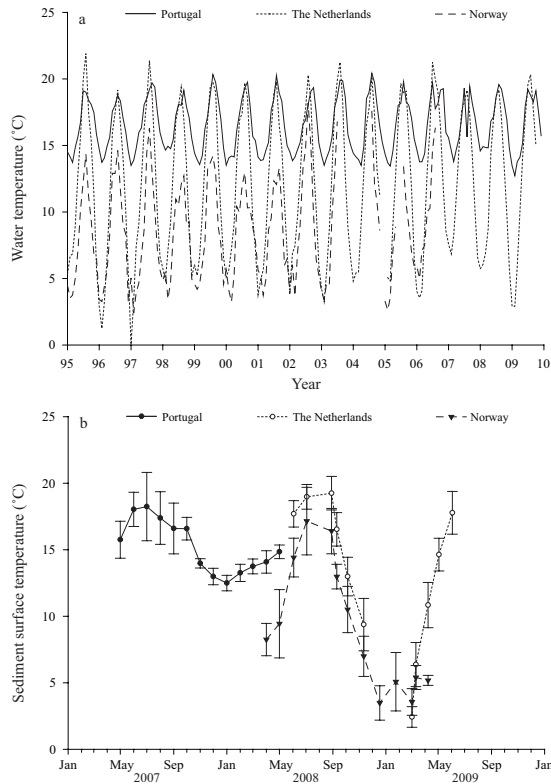 a Portugal The Netherlands Norway
Water temperature (˚C)
25
20
15
10
5
0
95 96 97 98 99 00 01 02 03 04 05 06 07 08 09 10
Year
b Portugal The Netherlands Norway
Sediment surface temperature (˚C)
25
20
15
10
5
0
Jan May Sep Jan May Sep Jan May Sep Jan
2007 2008 2009